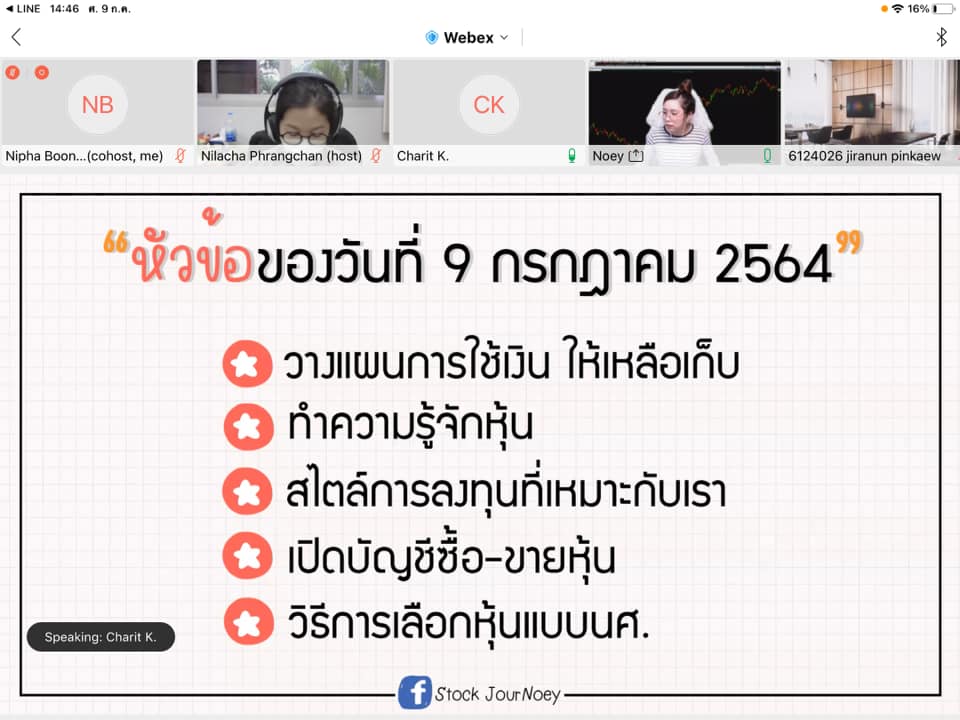 LINE 14:46 ศ. 9 ก.ค. 16%
Webex
NB
CK
Nipha Boon...(cohost, me)
Nilacha Phrangchan (host)
Charit K.
Noey
6124026 jiranun pinkaew
“หัวข้อของวันที่ 9 กรกฎาคม 2564”
วางแผนการใช้เงิน ให้เหลือเก็บ
ทำความรู้จักหุ้น
สไตล์การลงทุนที่เหมาะกับเรา
เปิดบัญชีซื้อ-ขายหุ้น
วิธีการเลือกหุ้นแบบนศ.
Speaking: Charit K.
f Stock JourNoey